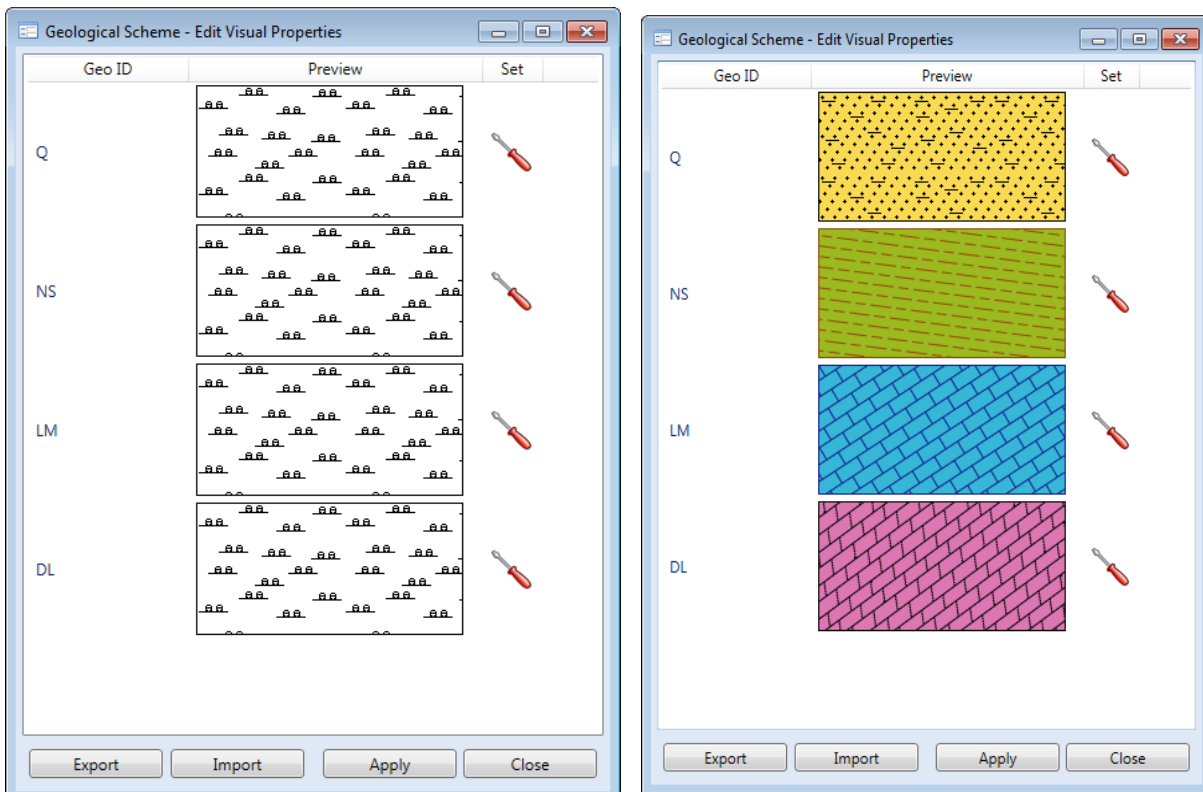 Geological Scheme - Edit Visual Properties
Geo ID Preview Set
Q
NS
LM
DL
Export Import Apply Close
Geological Scheme - Edit Visual Properties
Geo ID Preview Set
Q
NS
LM
DL
Export Import Apply Close